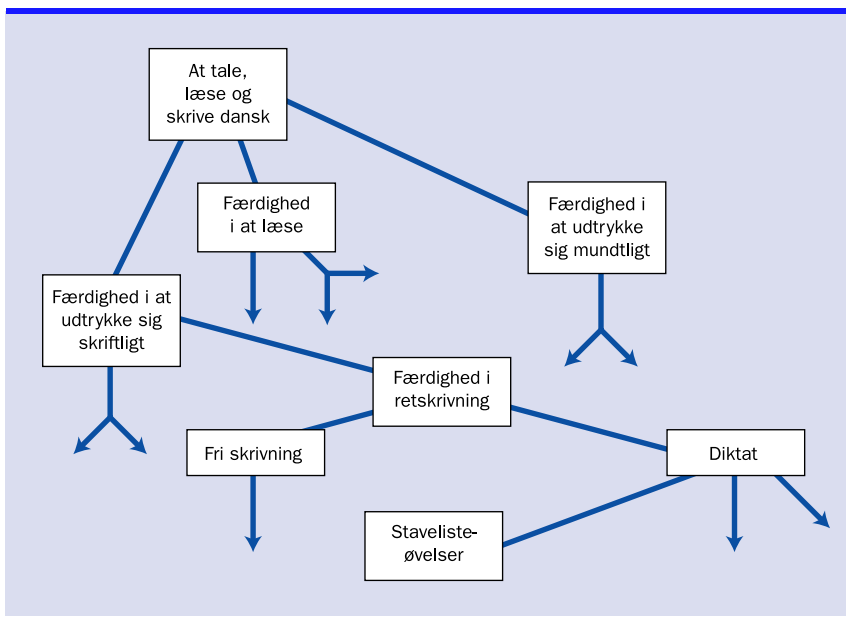 At tale,
læse og
skrive dansk
Færdighed
i at læse
Færdighed i
at udtrykke
sig mundtligt
Færdighed i at
udtrykke sig
skriftligt
Færdighed i
retskrivning
Fri skrivning
Diktat
Staveliste-
øvelser